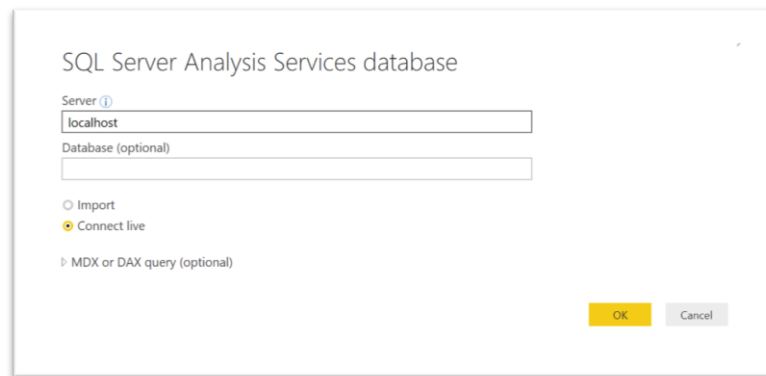 SQL Server Analysis Services database
Server
localhost
Database (optional)
Import
Connect live
MDX or DAX query (optional)
OK Cancel